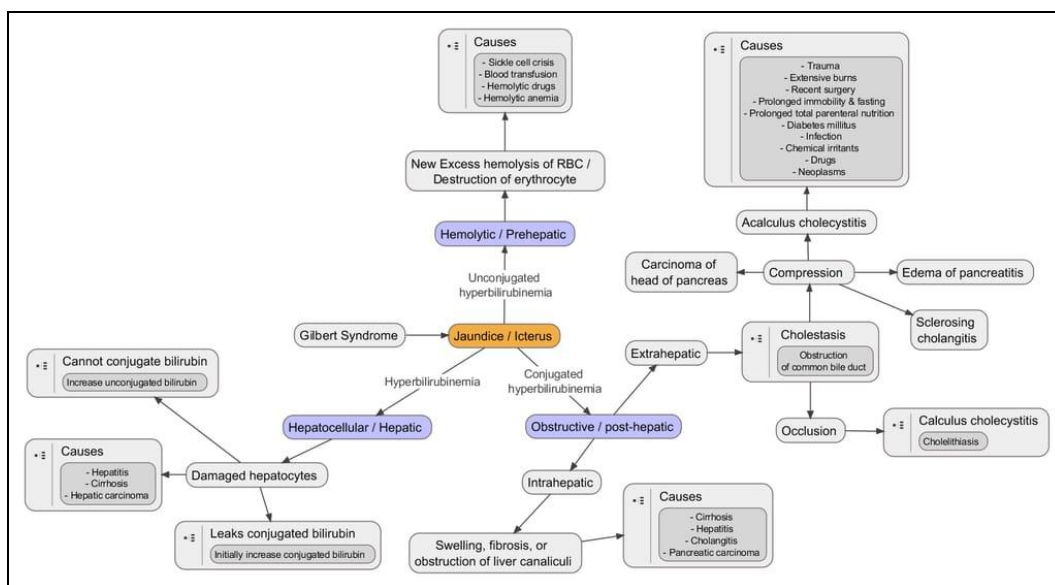 Causes
- Sickle cell crisis
- Blood transfusion
- Hemolytic drugs
- Hemolytic anemia
Causes
- Trauma
- Extensive burns
- Recent surgery
- Prolonged immobility & fasting
- Prolonged total parenteral nutrition
- Diabetes millitus
- Infection
- Chemical irritants
- Drugs
- Neoplasms
New Excess hemolysis of RBC /
Destruction of erythrocyte
Acalculus cholecystitis
Hemolytic / Prehepatic
Carcinoma of
head of pancreas
Compression
Edema of pancreatitis
Unconjugated
hyperbilirubinemia
Sclerosing
cholangitis
Gilbert Syndrome
Jaundice / Icterus
Extrahepatic
Cholestasis
Obstruction
of common bile duct
Cannot conjugate bilirubin
Increase unconjugated bilirubin
Hyperbilirubinemia
Conjugated
hyperbilirubinemia
Hepatocellular / Hepatic
Obstructive / post-hepatic
Occlusion
Calculus cholecystitis
Cholelithiasis
Causes
- Hepatitis
- Cirrhosis
- Hepatic carcinoma
Damaged hepatocytes
Intrahepatic
Causes
- Cirrhosis
- Hepatitis
- Cholangitis
- Pancreatic carcinoma
Leaks conjugated bilirubin
Initially increase conjugated bilirubin
Swelling, fibrosis, or
obstruction of liver canaliculi